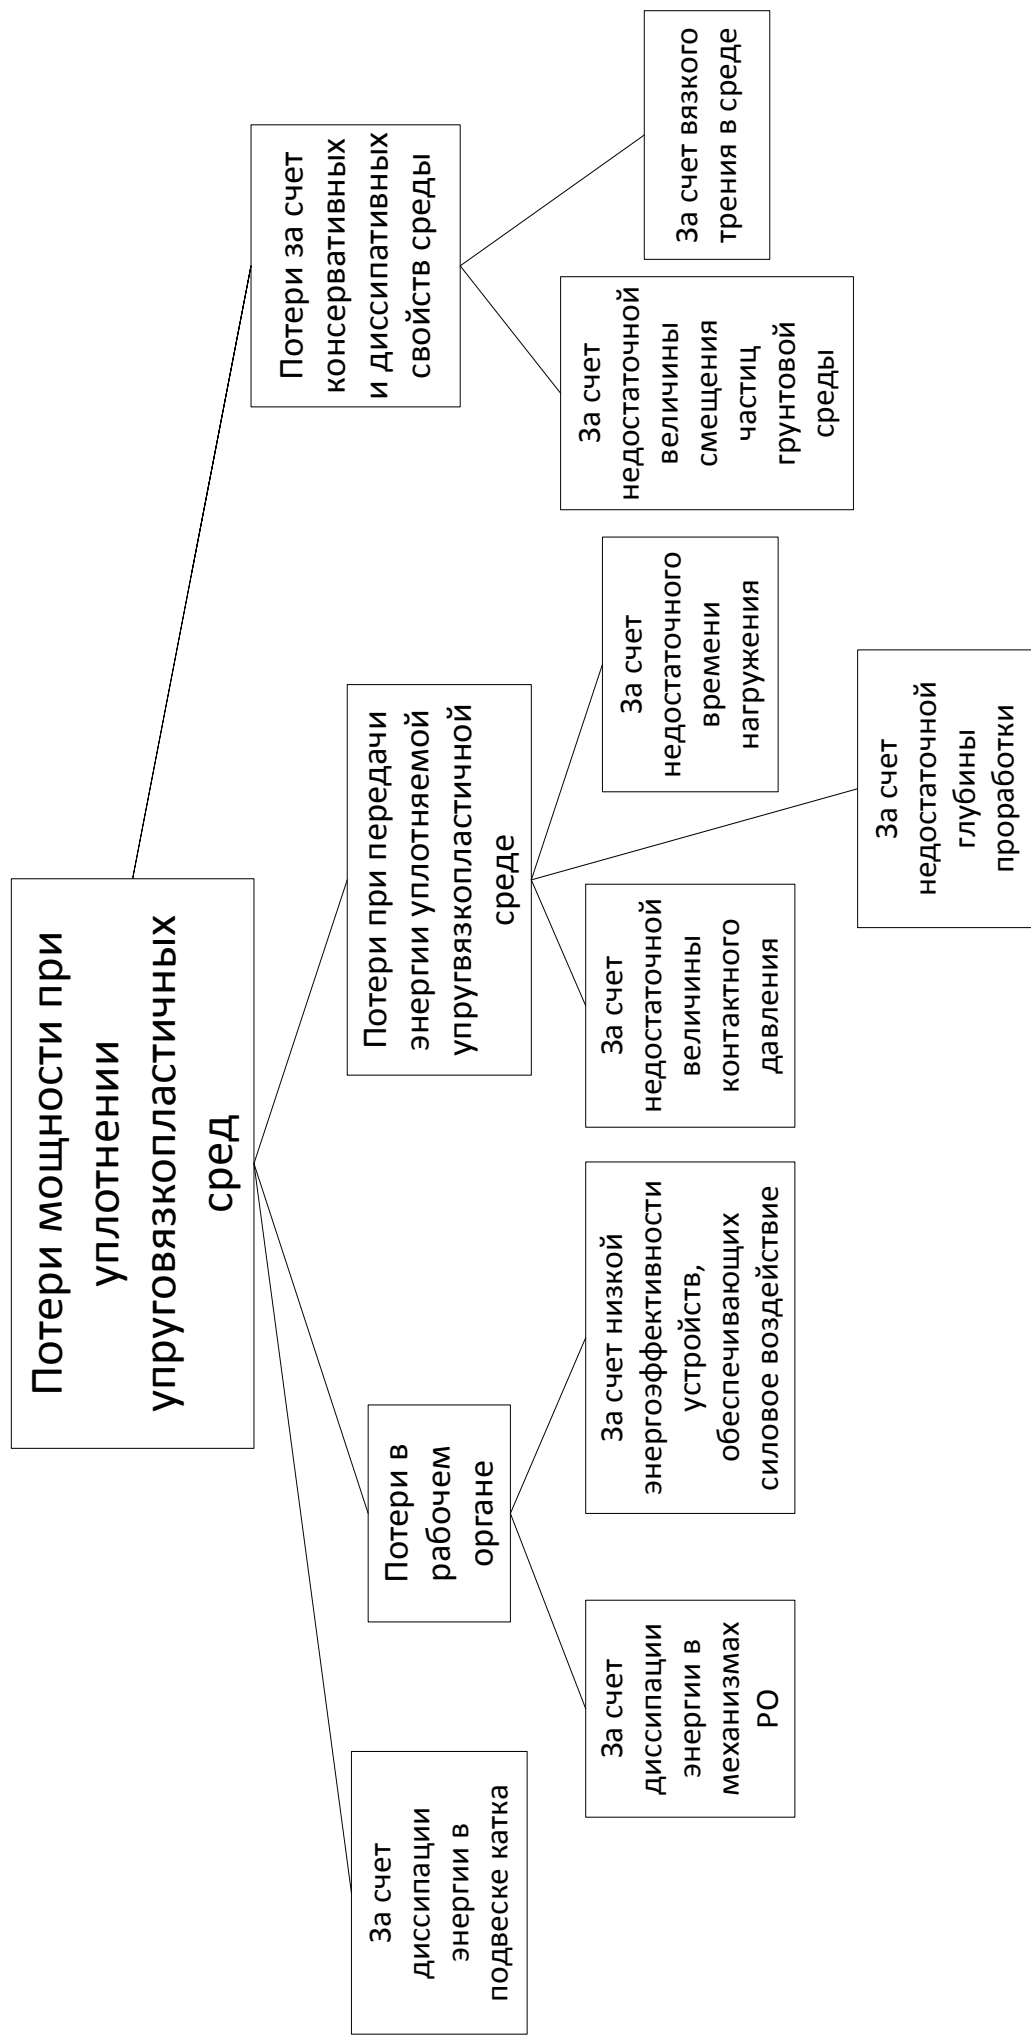 Потери мощности при
уплотнении
упруговязкопластичных
сред
За счет
диссипации
энергии в
подвеске катка
Потери в
рабочем
органе
Потери при передачи
энергии уплотняемой
упругвязкопластичной
среде
Потери за счет
консервативных
и диссипативных
свойств среды
За счет
диссипации
энергии в
механизмах
РО
За счет низкой
энергоэффективности
устройств,
обеспечивающих
силовое воздействие
За счет
недостаточной
величины
контактного
давления
За счет
недостаточной
глубины
проработки
За счет
недостаточного
времени
нагружения
За счет
недостаточной
величины
смещения
частиц
грунтовой
среды
За счет вязкого
трения в среде